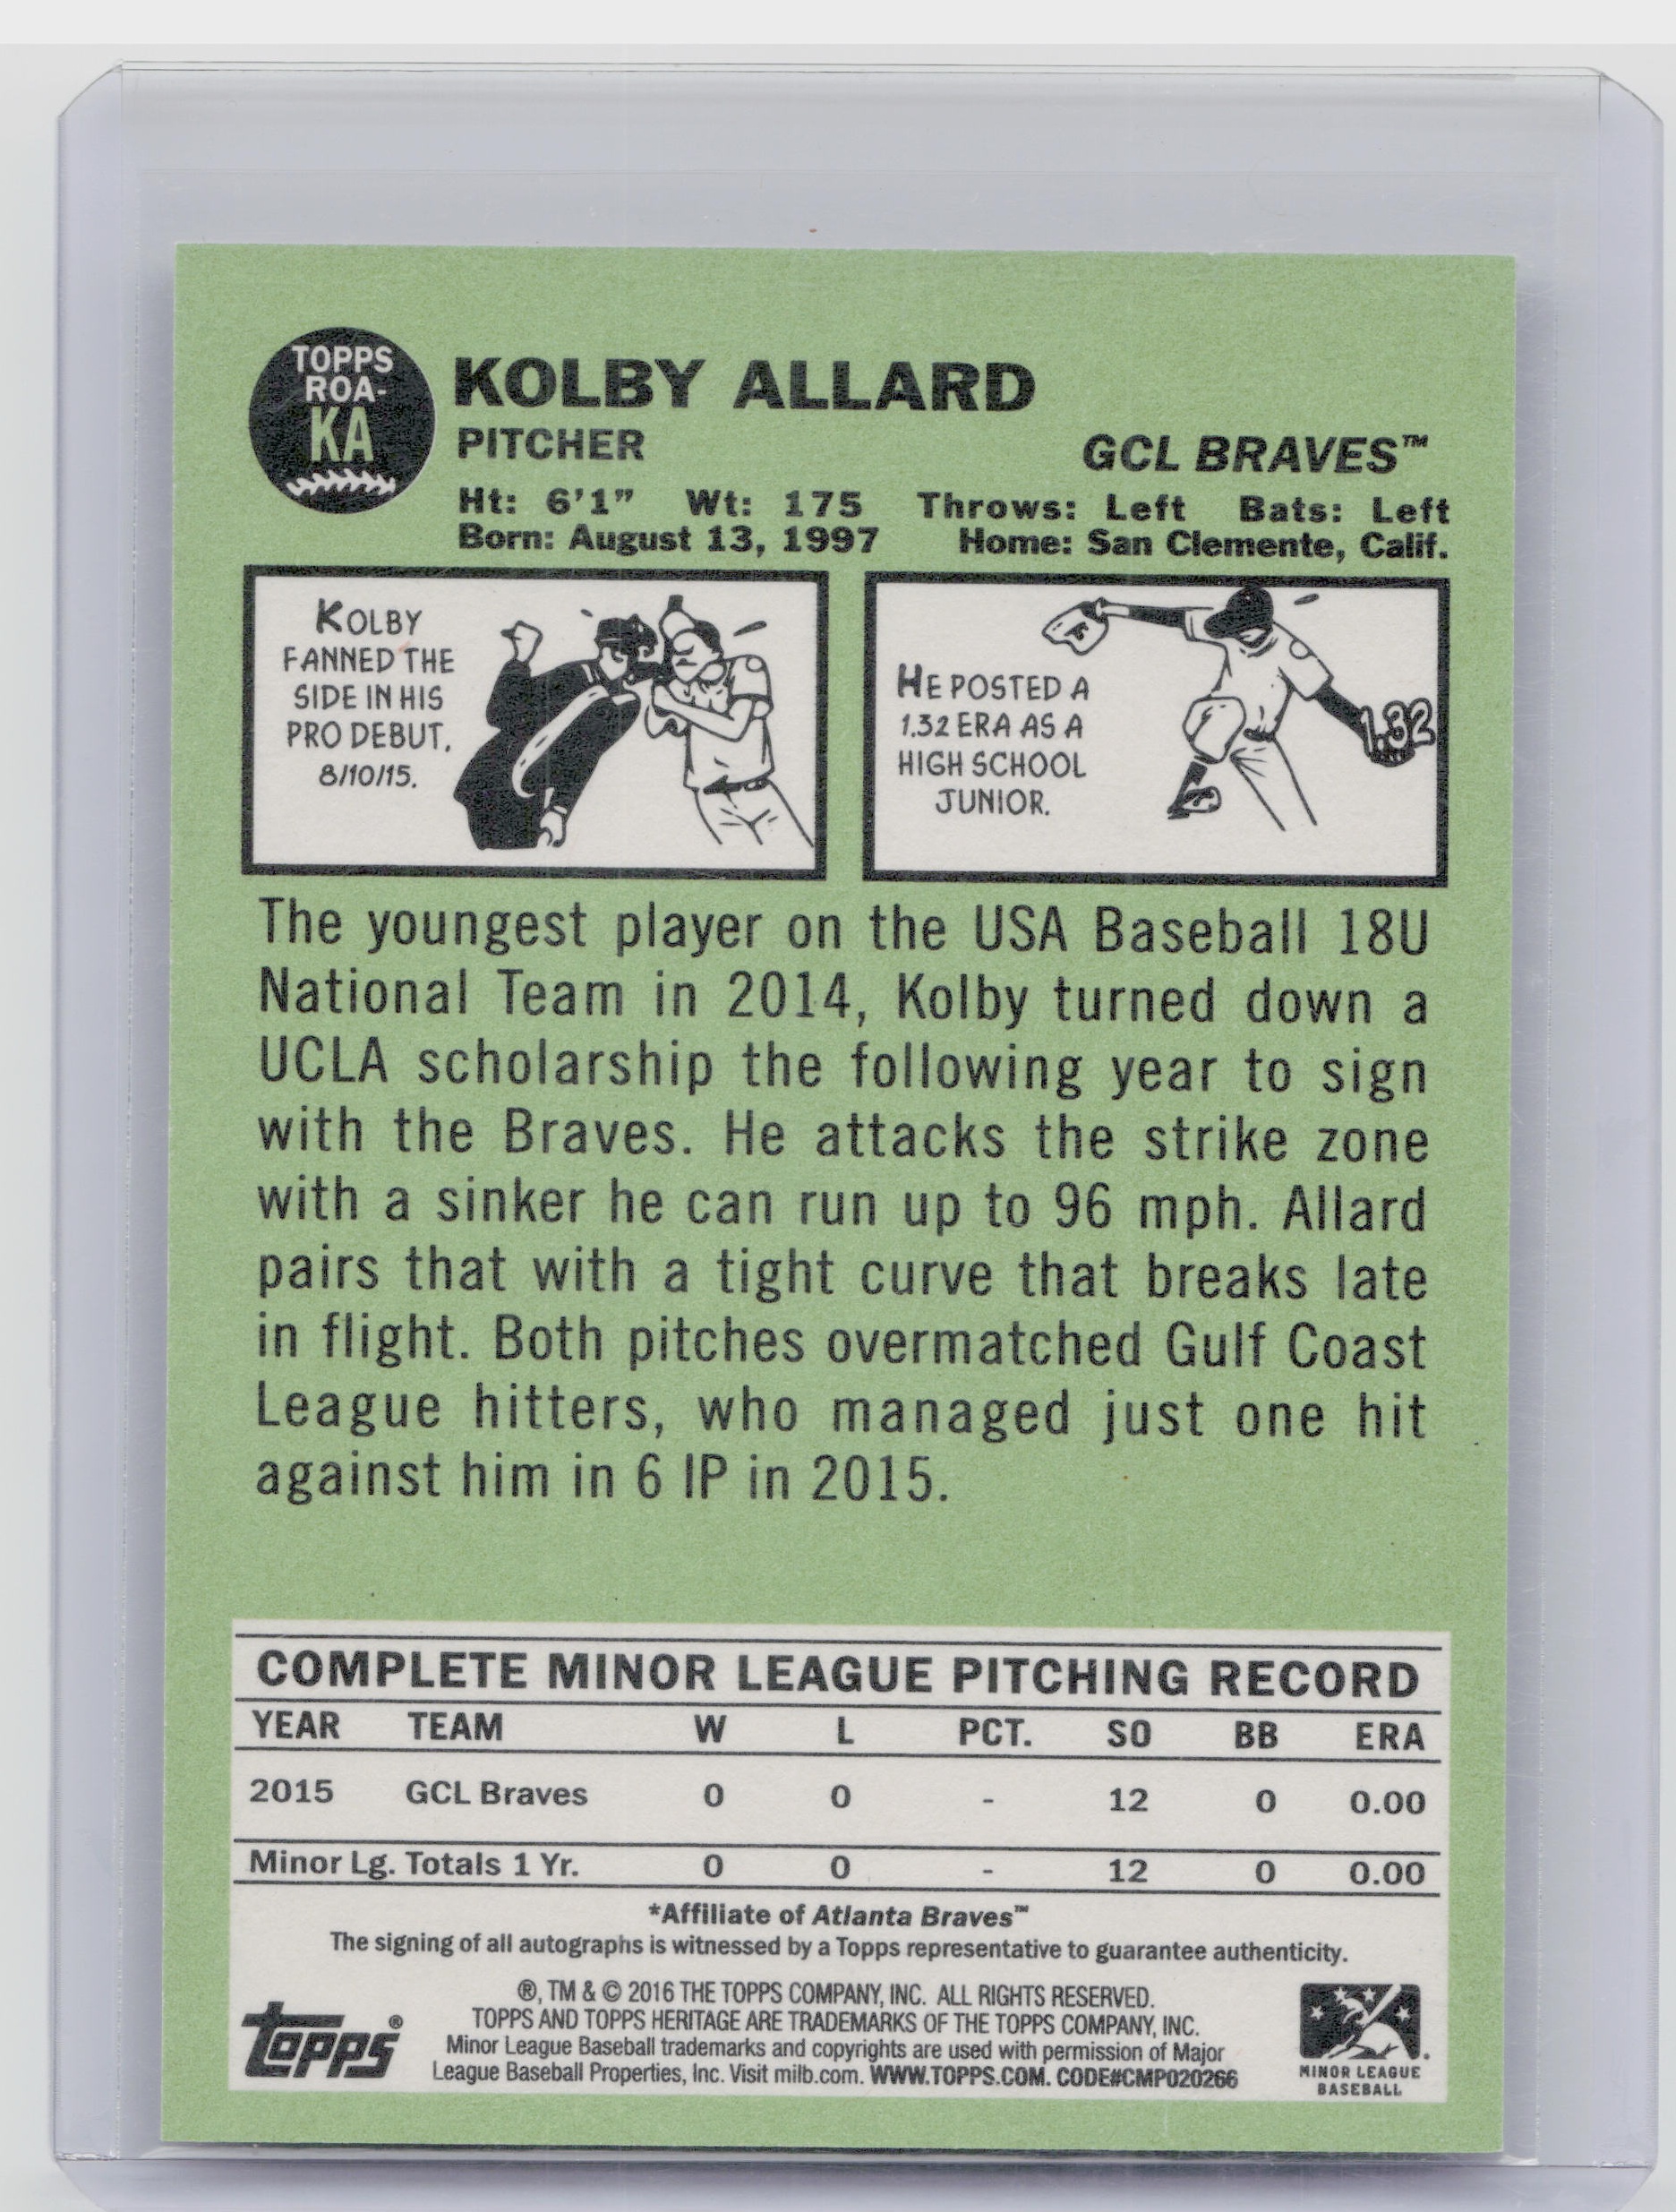 TOPPS
ROA-
KA
KOLBY ALLARD
PITCHER
GCL BRAVES™
Ht: 6'1" Wt: 175 Throws: Left Bats: Left
Born: August 13, 1997 Home: San Clemente, Calif.
KOLBY
FANNED THE
SIDE IN HIS
PRO DEBUT,
8/10/15.
HE POSTED A
1.32 ERA AS A
HIGH SCHOOL
JUNIOR.
1.32
The youngest player on the USA Baseball 18U
National Team in 2014, Kolby turned down a
UCLA scholarship the following year to sign
with the Braves. He attacks the strike zone
with a sinker he can run up to 96 mph. Allard
pairs that with a tight curve that breaks late
in flight. Both pitches overmatched Gulf Coast
League hitters, who managed just one hit
against him in 6 IP in 2015.
COMPLETE MINOR LEAGUE PITCHING RECORD
YEAR TEAM W L PCT. SO BB ERA
2015 GCL Braves 0 0 - 12 0 0.00
Minor Lg. Totals 1 Yr. 0 0 - 12 0 0.00
*Affiliate of Atlanta Braves™
The signing of all autographs is witnessed by a Topps representative to guarantee authenticity.
®, TM & © 2016 THE TOPPS COMPANY, INC. ALL RIGHTS RESERVED.
TOPPS AND TOPPS HERITAGE ARE TRADEMARKS OF THE TOPPS COMPANY, INC.
Minor League Baseball trademarks and copyrights are used with permission of Major
League Baseball Properties, Inc. Visit milb.com. WWW.TOPPS.COM. CODE#CMP020266
topps®
MINOR LEAGUE
BASEBALL